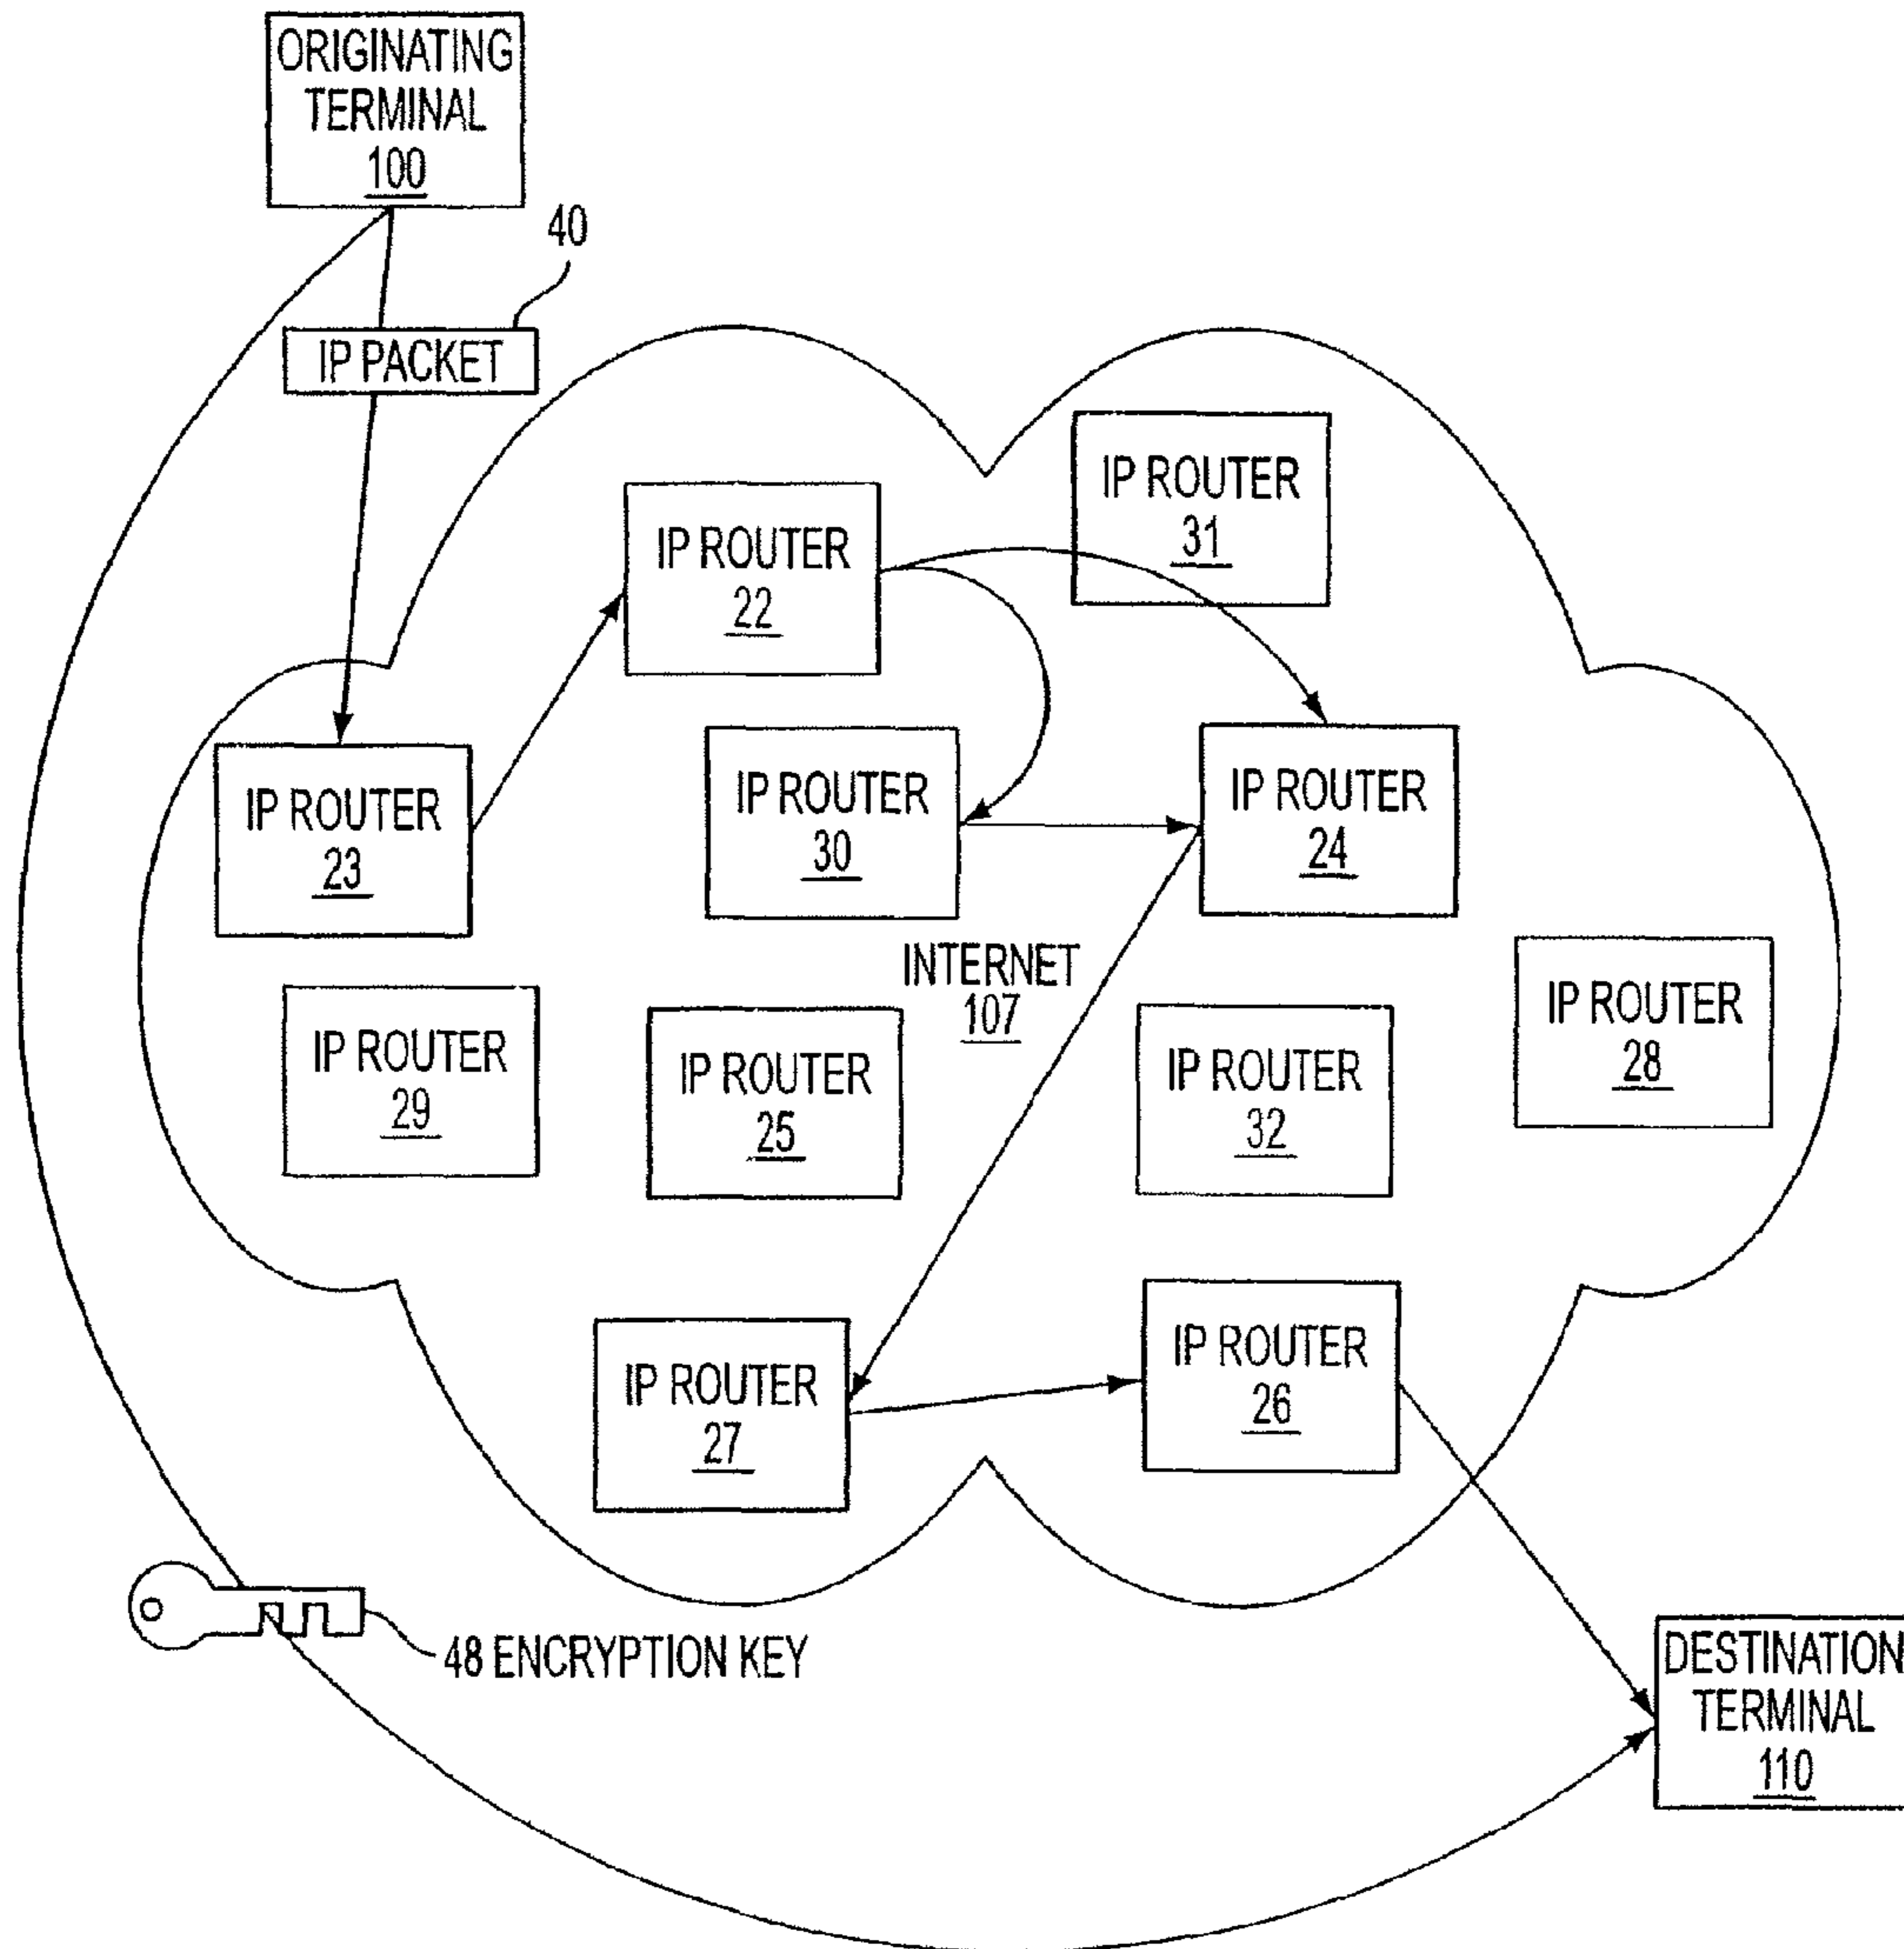 ORIGINATING
TERMINAL
100
40
IP PACKET
IP ROUTER
31
IP ROUTER
22
IP ROUTER
23
IP ROUTER
30
IP ROUTER
24
INTERNET
107
IP ROUTER
28
IP ROUTER
29
IP ROUTER
25
IP ROUTER
32
IP ROUTER
27
IP ROUTER
26
48 ENCRYPTION KEY
DESTINATION
TERMINAL
110